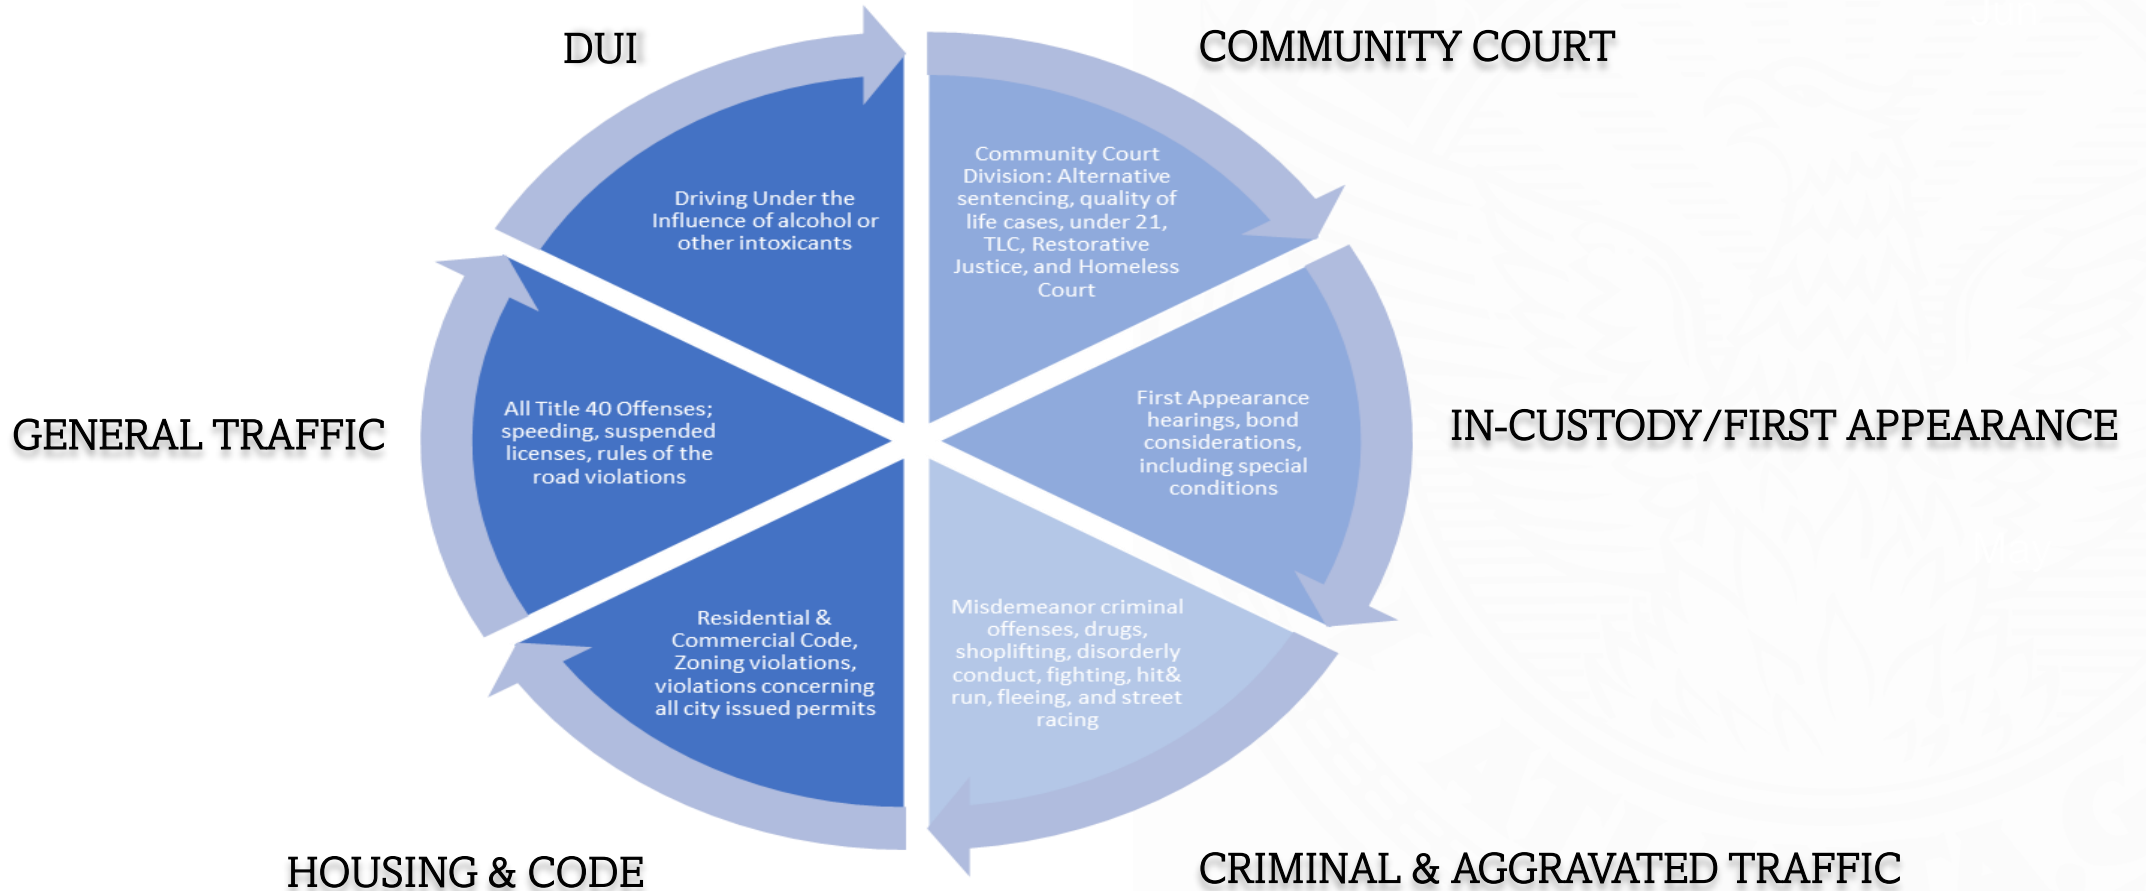 DUI
COMMUNITY COURT
Driving Under the
Influence of alcohol or
other intoxicants
Community Court
Division: Alternative
sentencing, quality of
life cases, under 21,
TLC, Restorative
Justice, and Homeless
Court
GENERAL TRAFFIC
All Title 40 Offenses;
speeding, suspended
licenses, rules of the
road violations
First Appearance
hearings, bond
considerations,
including special
conditions
IN-CUSTODY/FIRST APPEARANCE
Residential &
Commercial Code,
Zoning violations,
violations concerning
all city issued permits
Misdemeanor criminal
offenses, drugs,
shoplifting, disorderly
conduct, fighting, hit&
run, fleeing, and street
racing
HOUSING & CODE
CRIMINAL & AGGRAVATED TRAFFIC